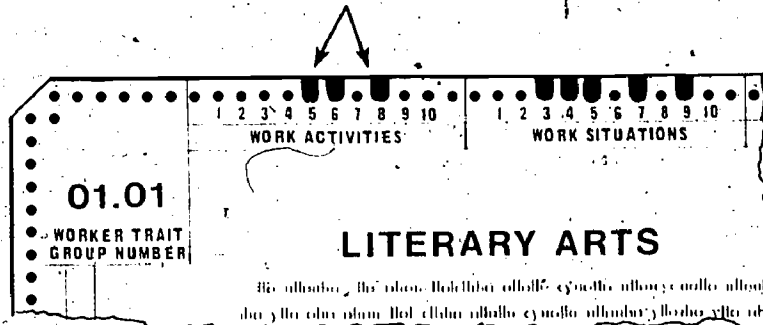 1 2 3 4 5 6 7 8 9 10 1 2 3 4 5 6 7 8 9 10
WORK ACTIVITIES WORK SITUATIONS
01.01
WORKER TRAIT
GROUP NUMBER
LITERARY ARTS